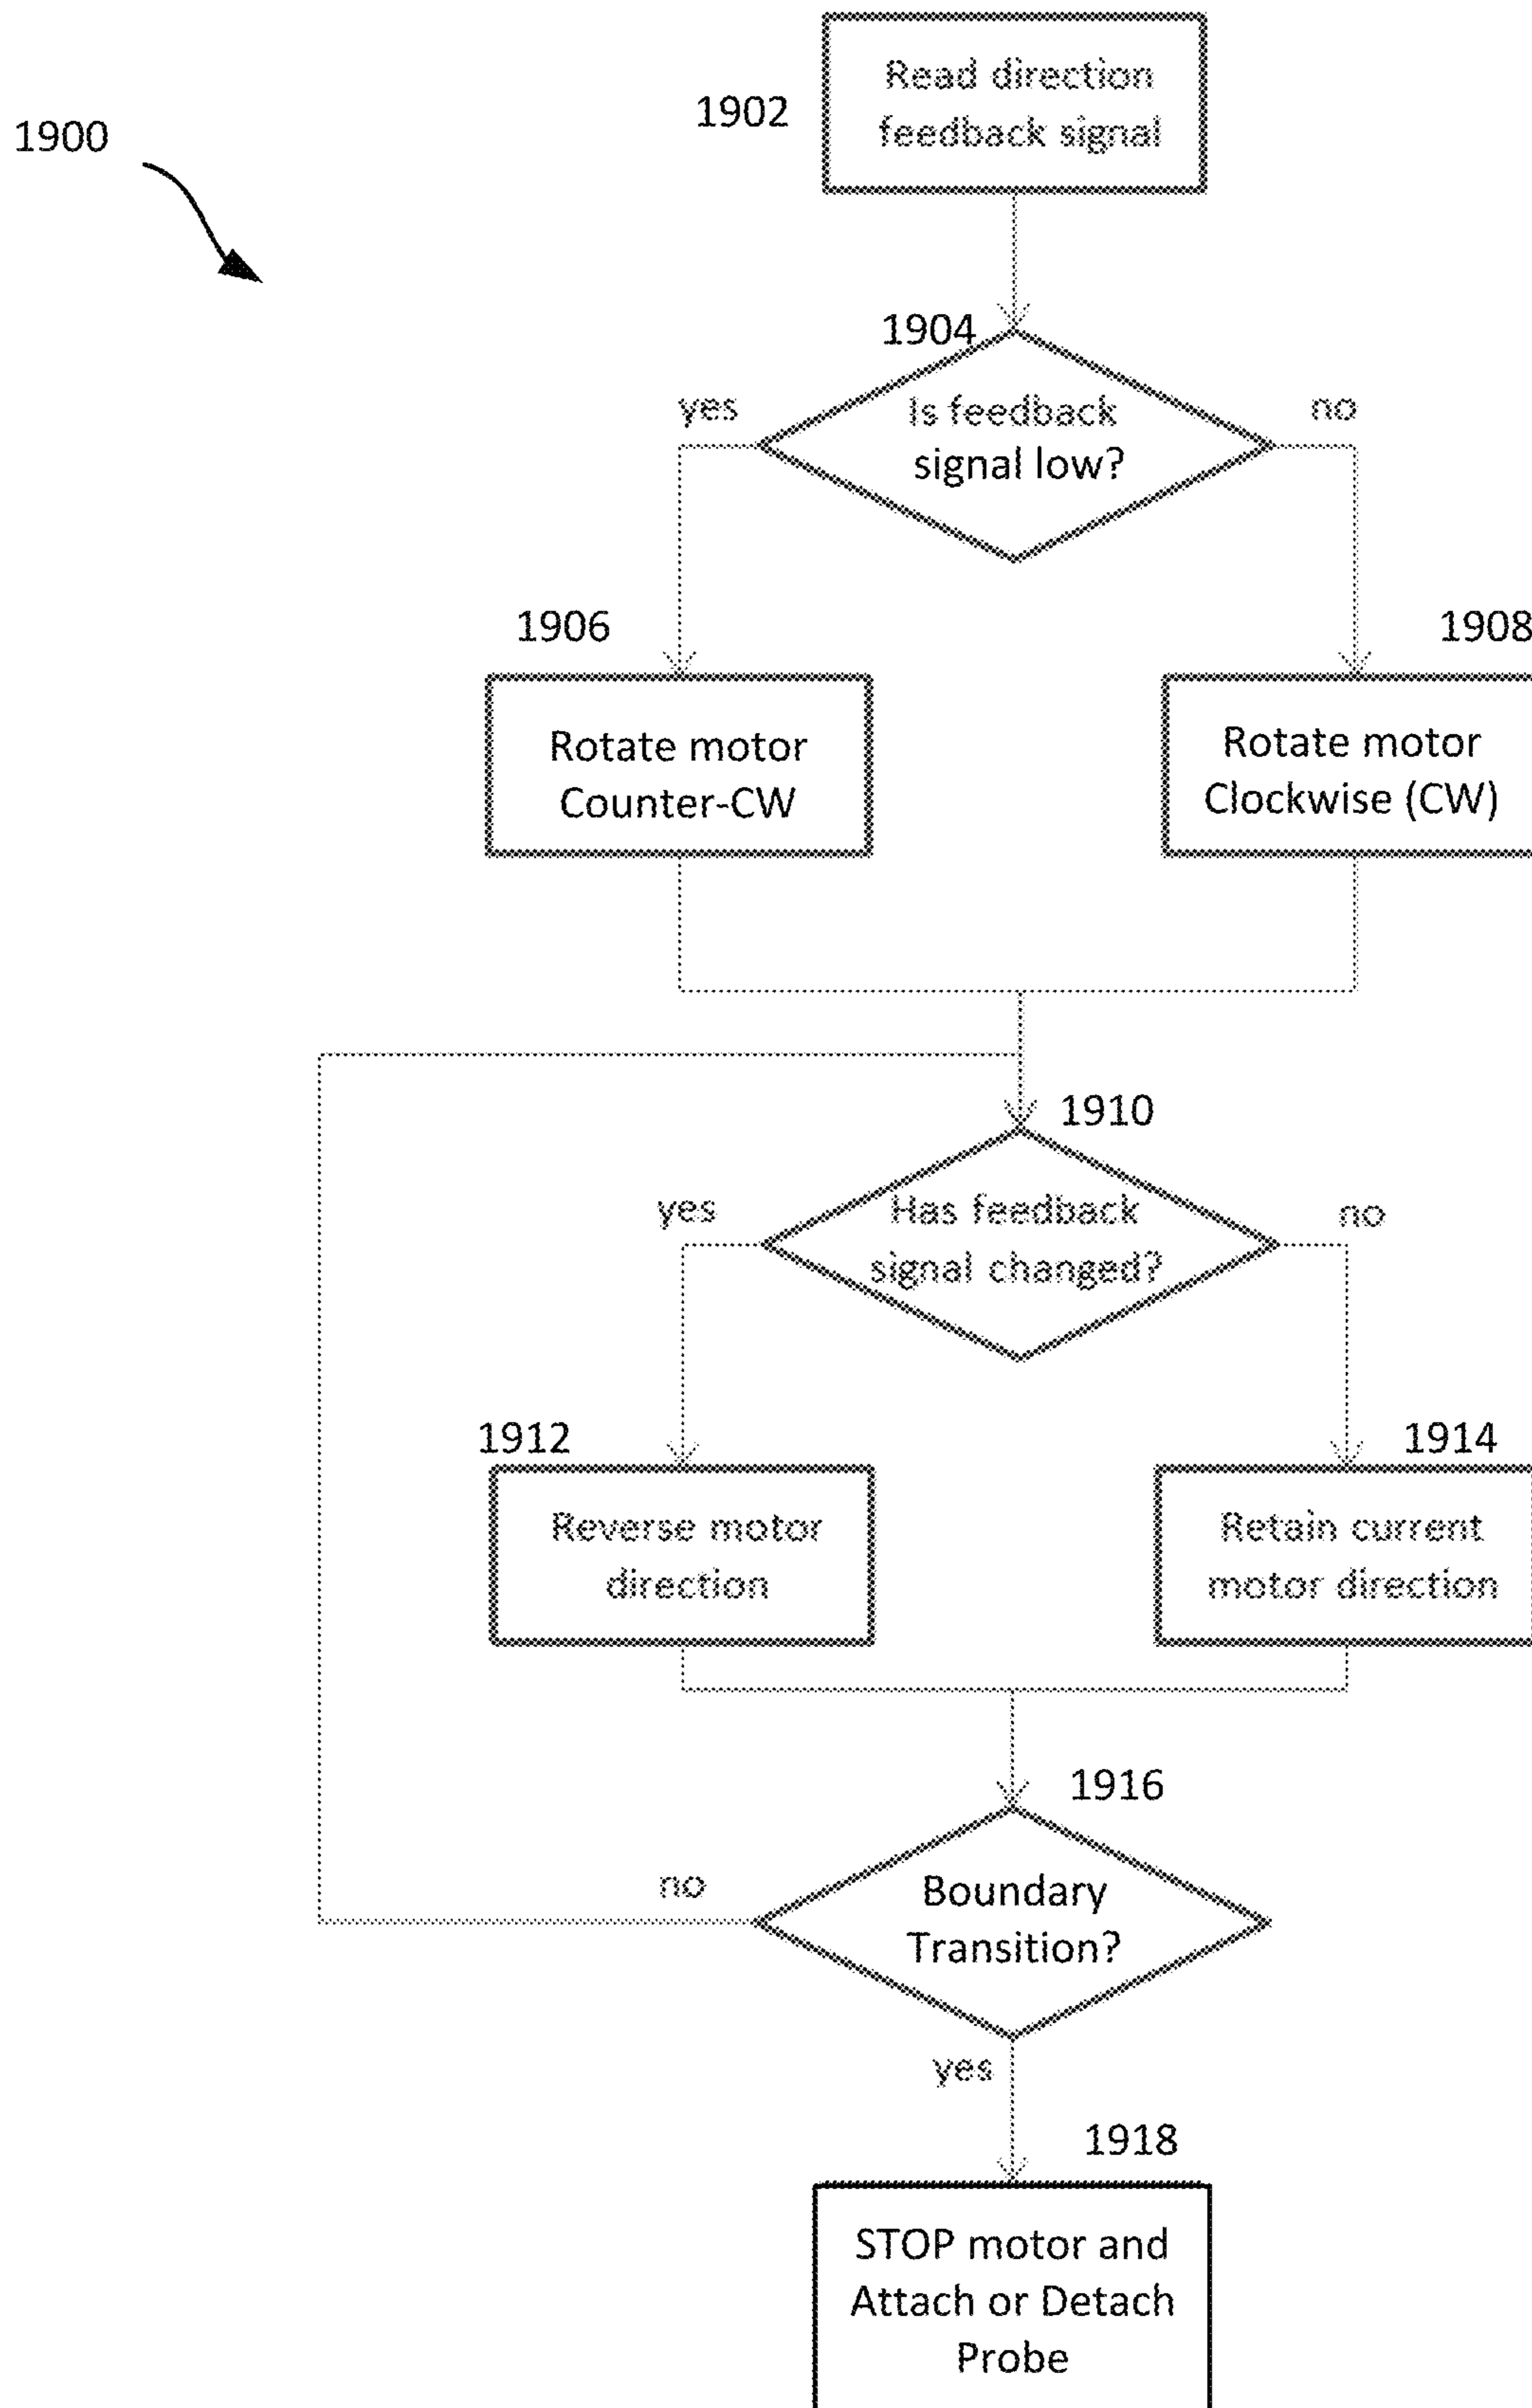 1900
1902
Read direction
feedback signal
1904
yes
Is feedback
signal low?
no
1906
1908
Rotate motor
Counter-CW
Rotate motor
Clockwise (CW)
1910
yes
Has feedback
signal changed?
no
1912
1914
Reverse motor
direction
Retain current
motor direction
1916
no
Boundary
Transition?
yes
1918
STOP motor and
Attach or Detach
Probe